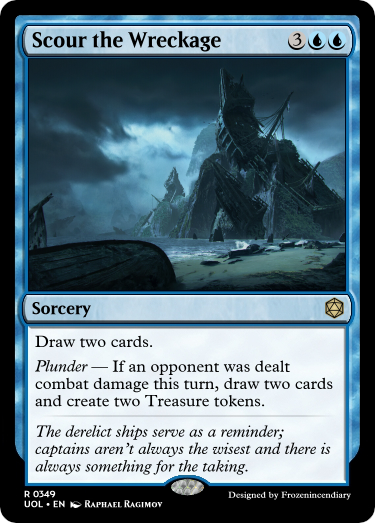 Scour the Wreckage 3
Sorcery
Draw two cards.
Plunder — If an opponent was dealt
combat damage this turn, draw two cards
and create two Treasure tokens.
The derelict ships serve as a reminder;
captains aren't always the wisest and there is
always something for the taking.
R 0349
UOL • EN Raphael Ragimov
Designed by Frozenincendiary